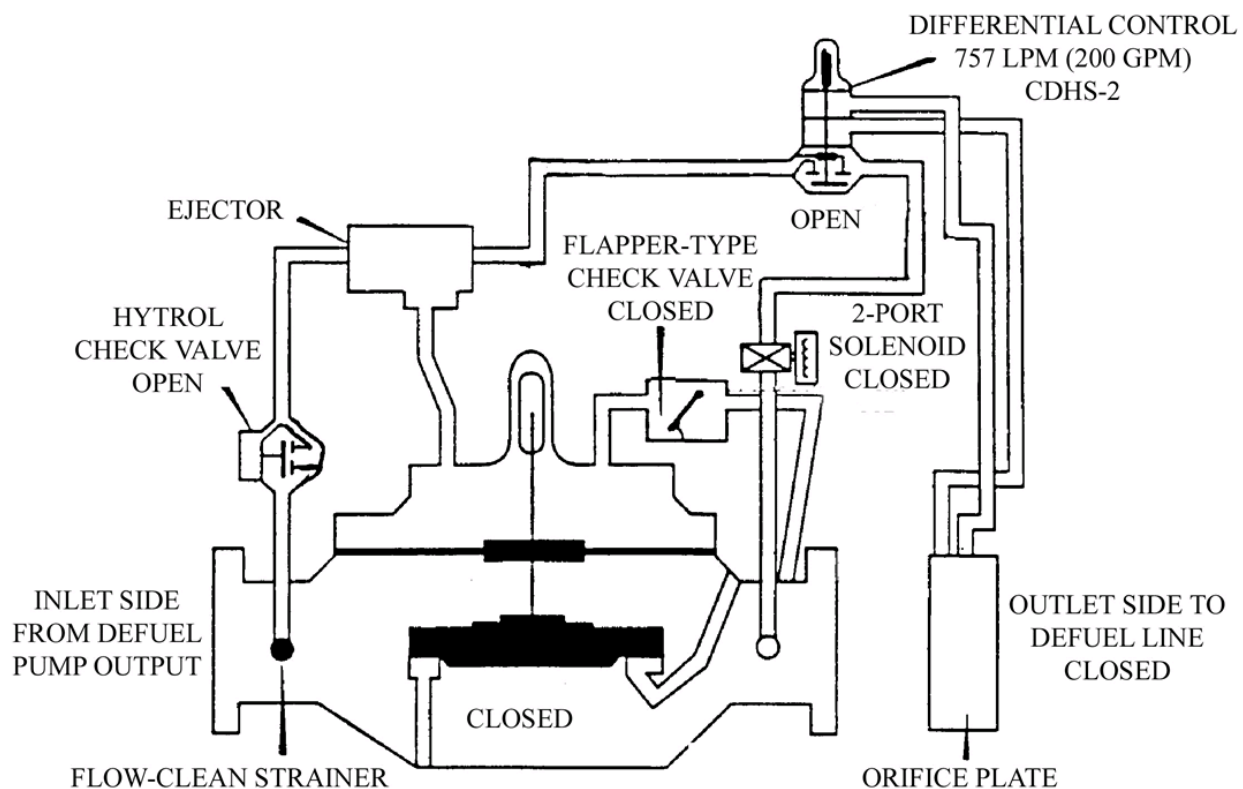 DIFFERENTIAL CONTROL
757 LPM (200 GPM)
CDHS-2
OPEN
EJECTOR
FLAPPER-TYPE
CHECK VALVE
CLOSED
HYTROL
CHECK VALVE
OPEN
2-PORT
SOLENOID
CLOSED
INLET SIDE
FROM DEFUEL
PUMP OUTPUT
CLOSED
OUTLET SIDE TO
DEFUEL LINE
CLOSED
FLOW-CLEAN STRAINER
ORIFICE PLATE